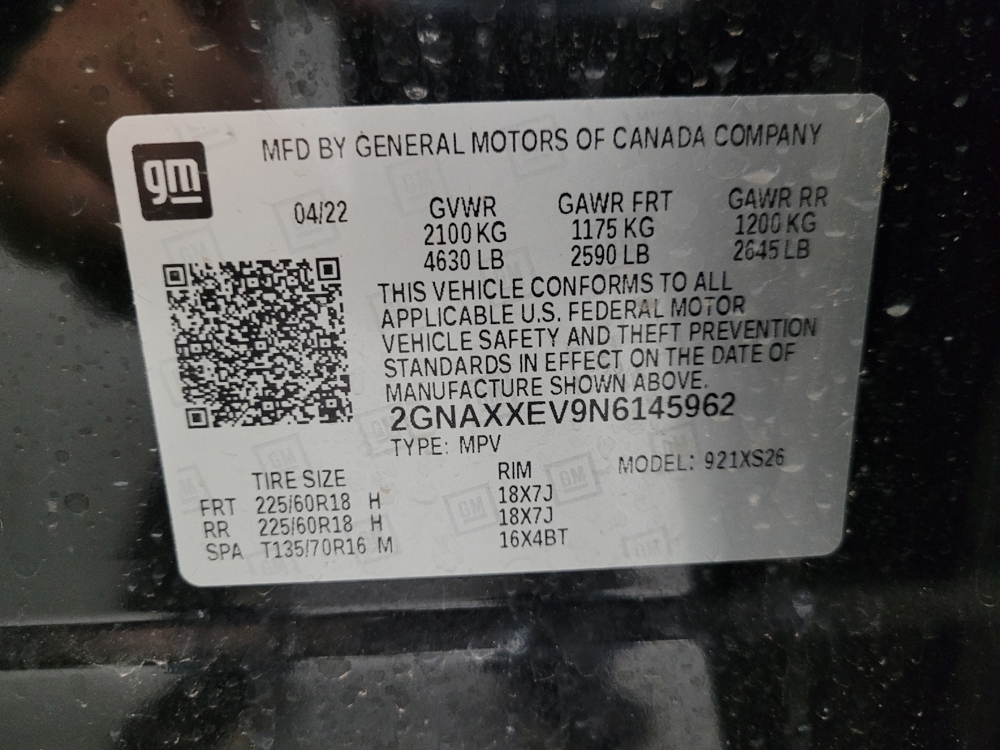 gm
MFD BY GENERAL MOTORS OF CANADA COMPANY
04/22 GVWR GAWR FRT GAWR RR
2100 KG 1175 KG 1200 KG
4630 LB 2590 LB 2645 LB
THIS VEHICLE CONFORMS TO ALL
APPLICABLE U.S. FEDERAL MOTOR
VEHICLE SAFETY AND THEFT PREVENTION
STANDARDS IN EFFECT ON THE DATE OF
MANUFACTURE SHOWN ABOVE.
2GNAXXEV9N6145962
TYPE: MPV MODEL: 921XS26
TIRE SIZE RIM
FRT 225/60R18 H 18X7J
RR 225/60R18 H 18X7J
SPA T135/70R16 M 16X4BT